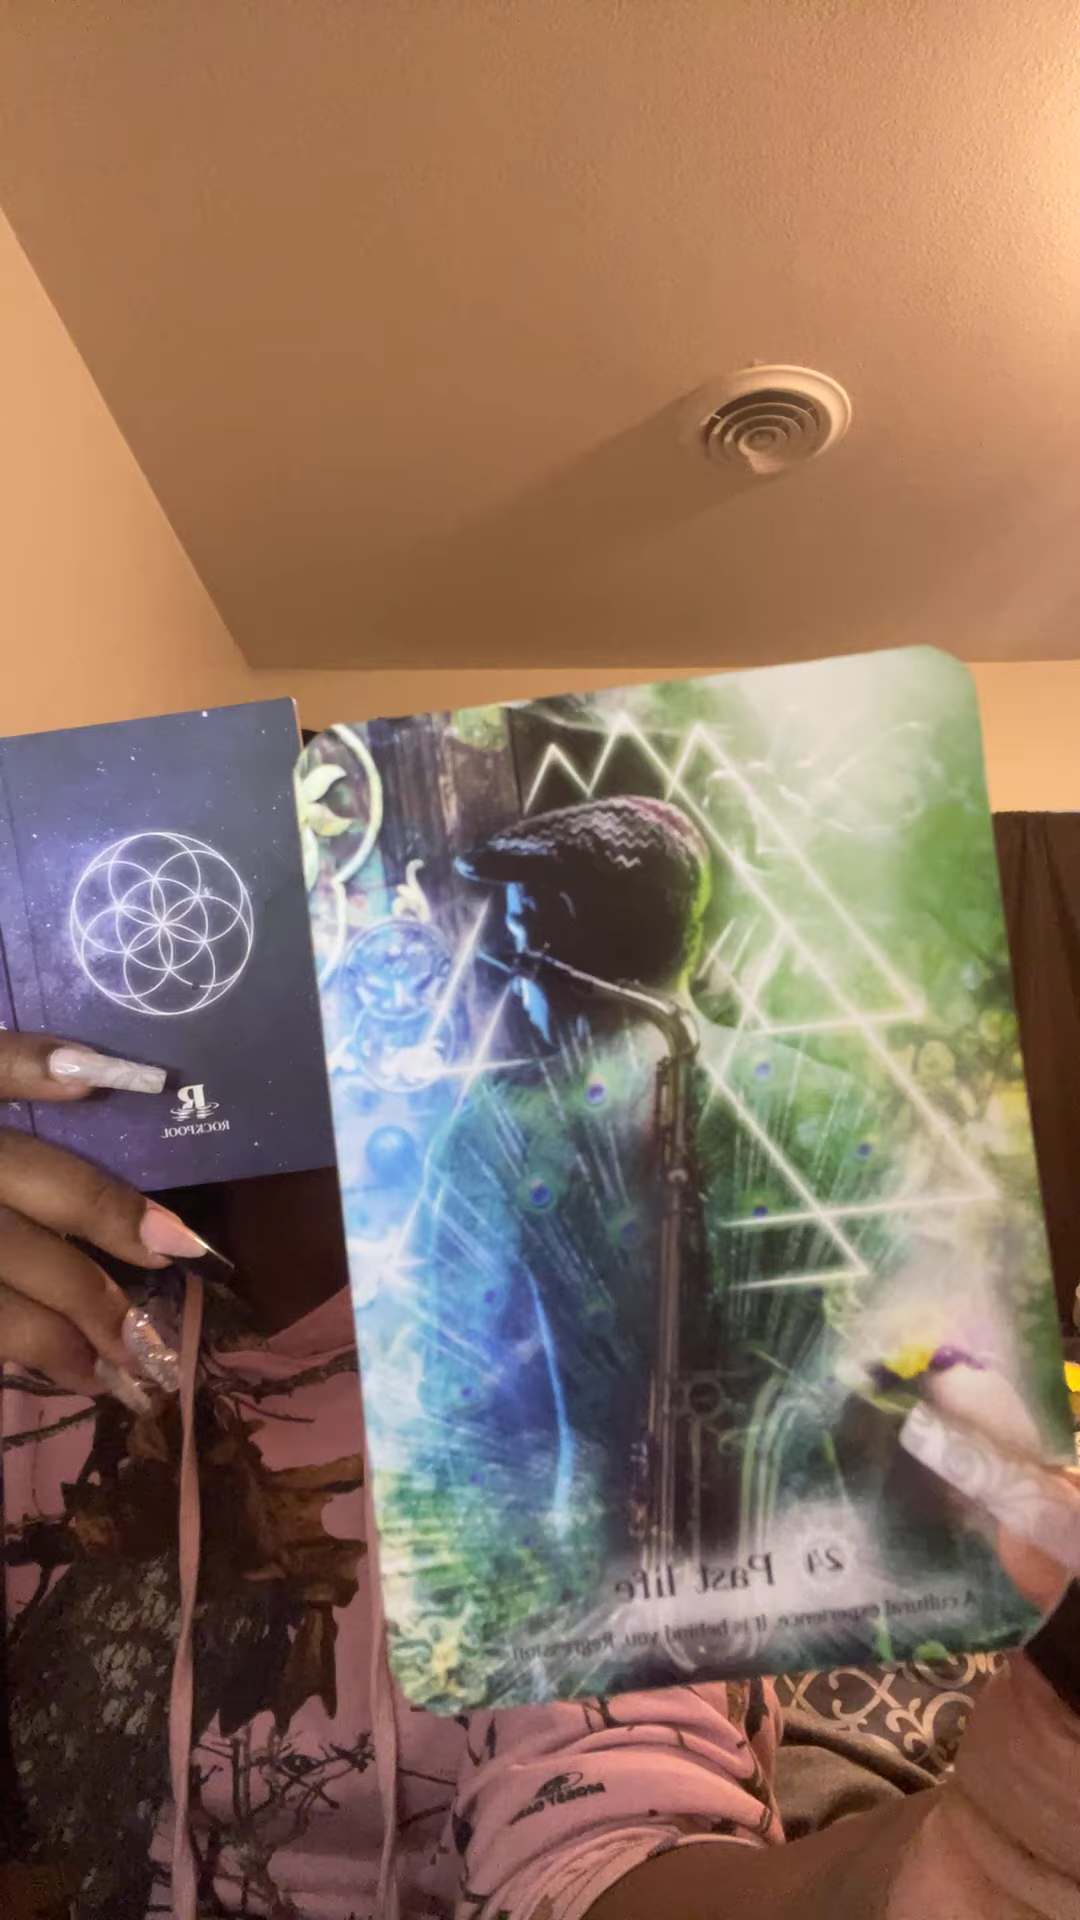 ROCKPOOL
24 Past life
A cultural experience. It is behind you. Regression.